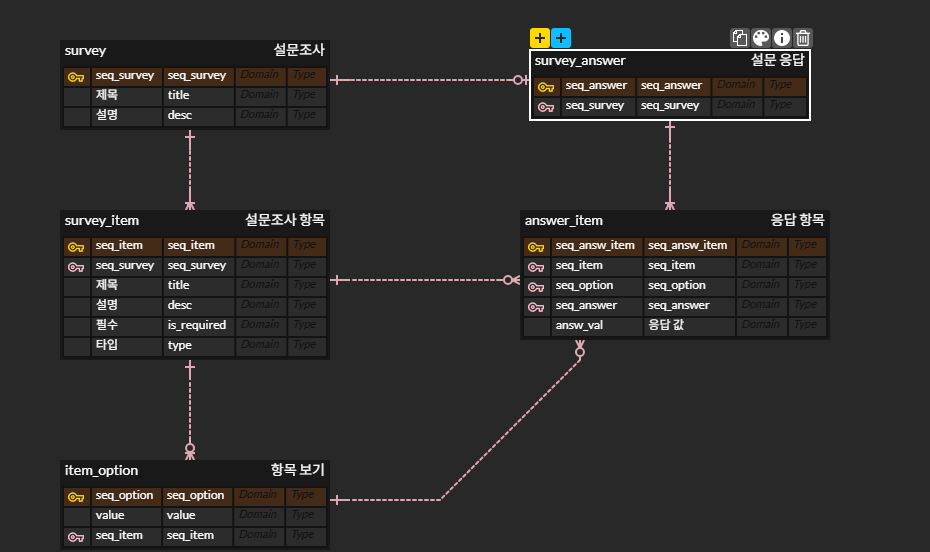 survey 설문조사
seq_survey seq_survey Domain Type
제목 title Domain Type
설명 desc Domain Type
survey_answer 설문 응답
seq_answer seq_answer Domain Type
seq_survey seq_survey Domain Type
survey_item 설문조사 항목
seq_item seq_item Domain Type
seq_survey seq_survey Domain Type
제목 title Domain Type
설명 desc Domain Type
필수 is_required Domain Type
타입 type Domain Type
answer_item 응답 항목
seq_answ_item seq_answ_item Domain Type
seq_item seq_item Domain Type
seq_option seq_option Domain Type
seq_answer seq_answer Domain Type
answ_val 응답 값 Domain Type
item_option 항목 보기
seq_option seq_option Domain Type
value value Domain Type
seq_item seq_item Domain Type